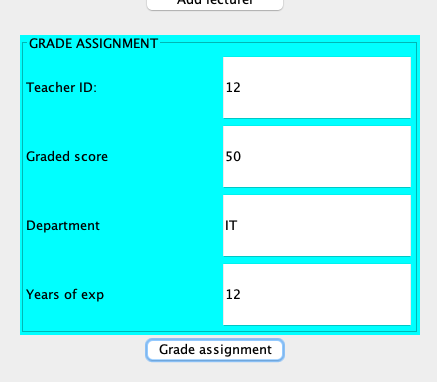 Add lecturer
GRADE ASSIGNMENT
Teacher ID: 12
Graded score 50
Department IT
Years of exp 12
Grade assignment